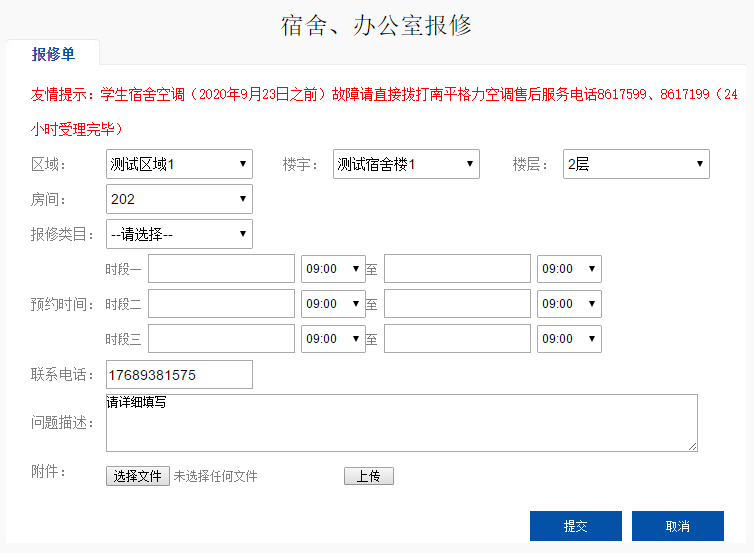 宿舍、办公室报修
报修单
友情提示：学生宿舍空调（2020年9月23日之前）故障请直接拨打南平格力空调售后服务电话8617599、8617199（24
小时受理完毕）
区域： 测试区域1 楼宇： 测试宿舍楼1 楼层： 2层
房间： 202
报修类目： --请选择--
时段一 09:00 至 09:00
预约时间： 时段二 09:00 至 09:00
时段三 09:00 至 09:00
联系电话： 17689381575
问题描述： 请详细填写
附件： 选择文件 未选择任何文件 上传
提交 取消